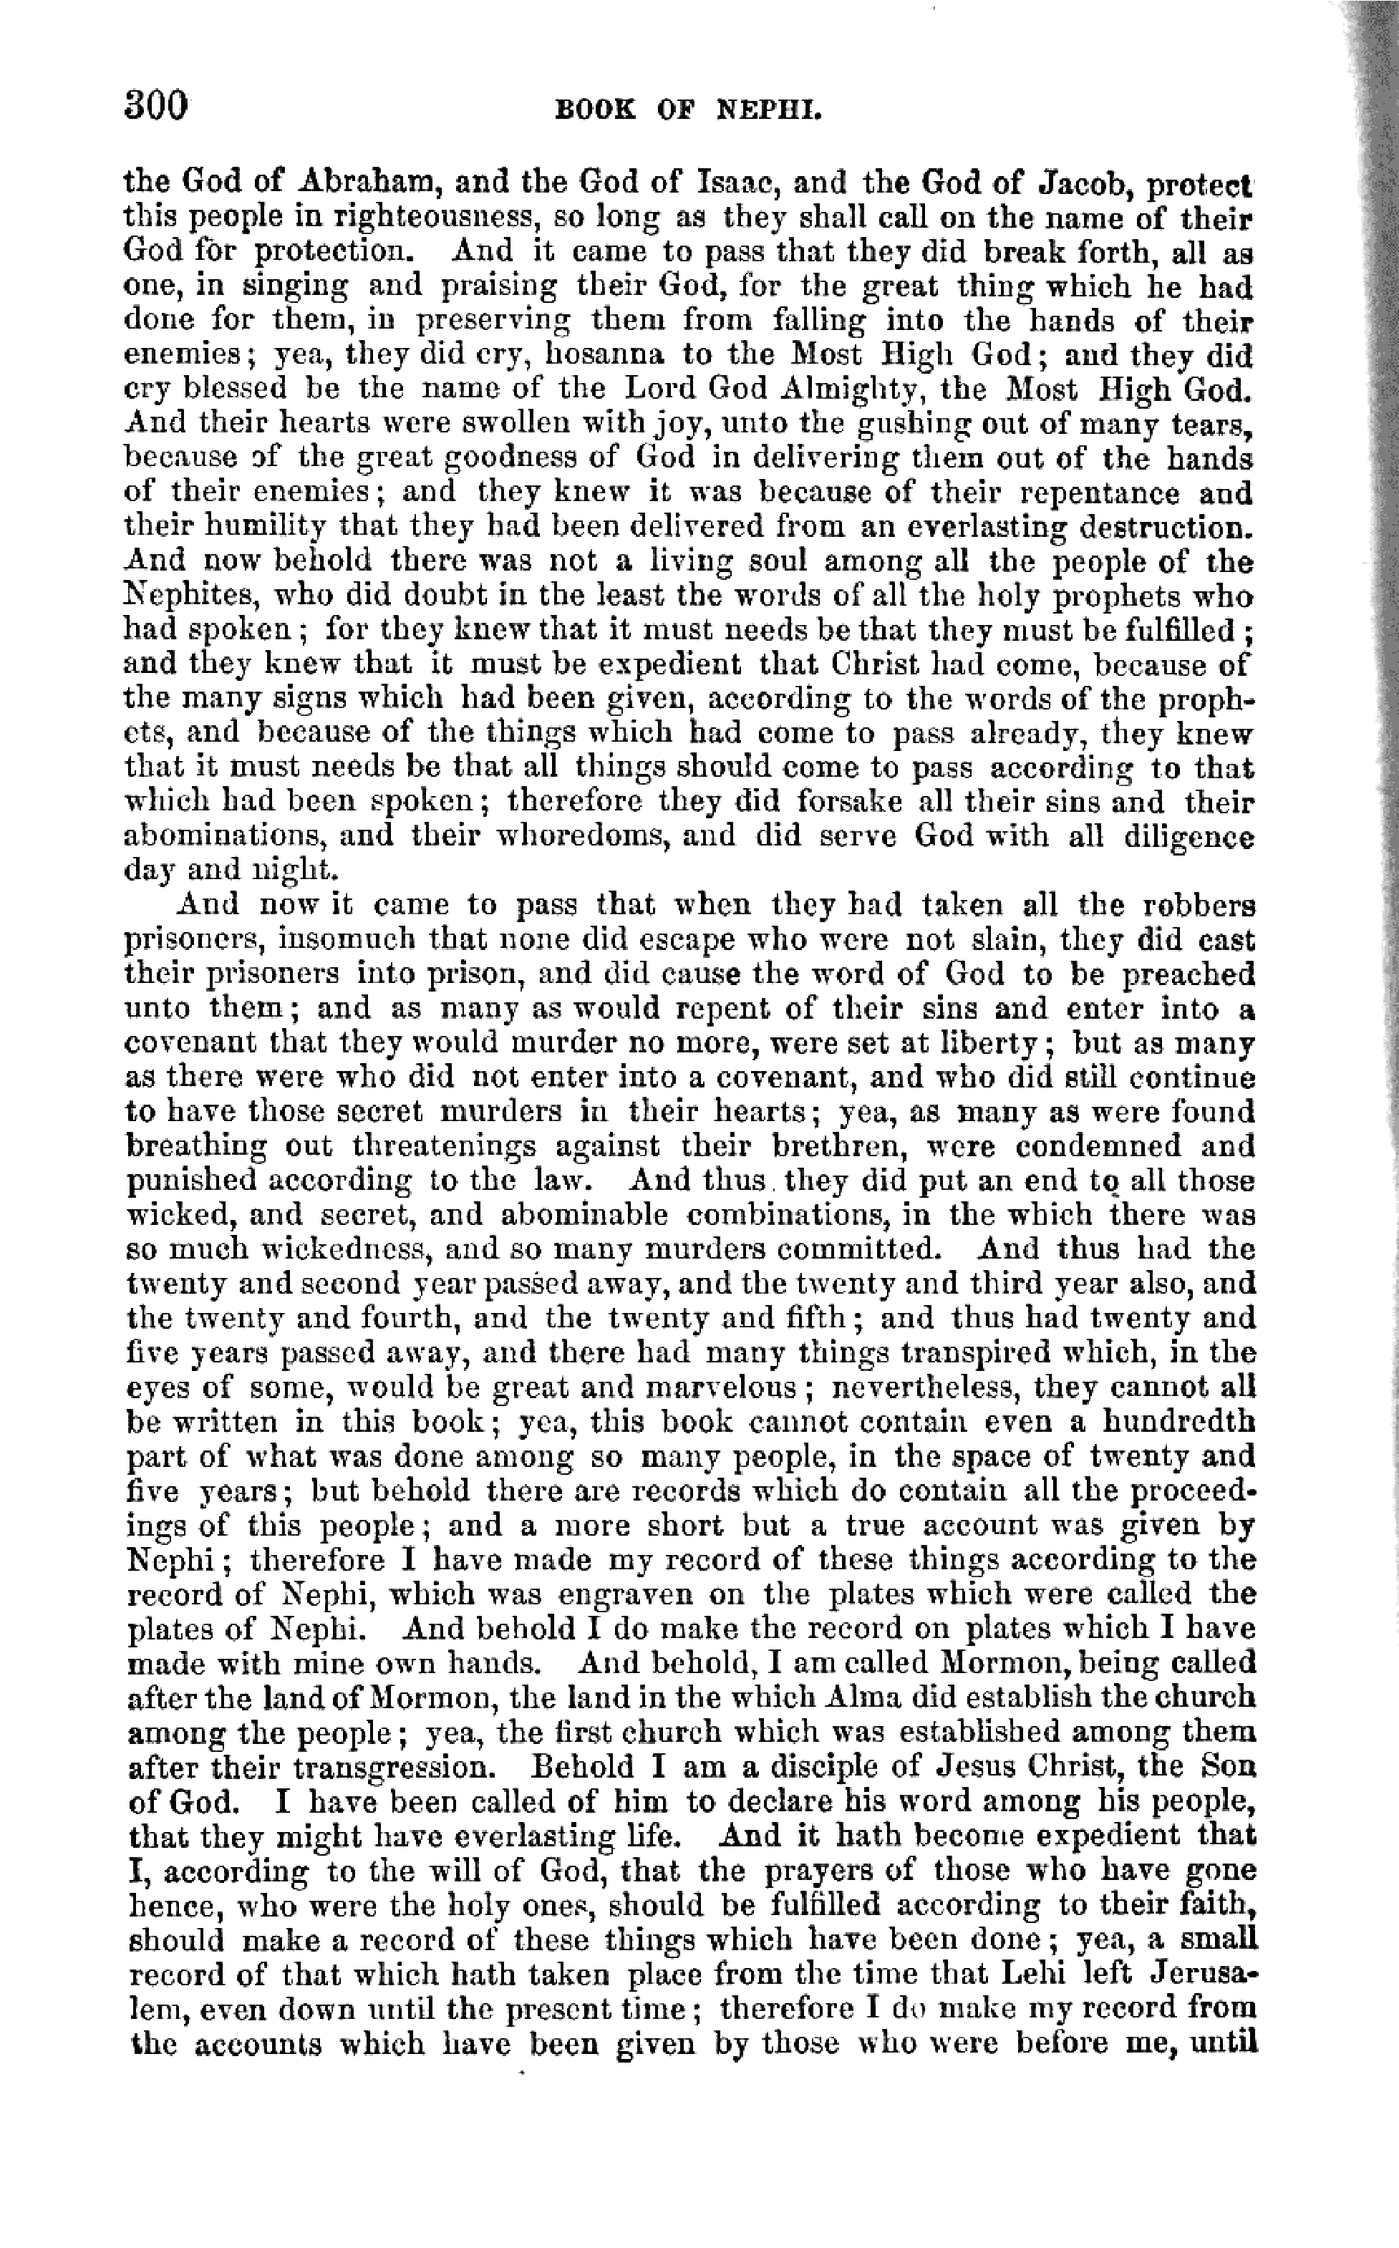 300 BOOK OF NEPHI.
the God of Abraham, and the God of Isaac, and the God of Jacob, protect
this people in righteousness, so long as they shall call on the name of their
God for protection. And it came to pass that they did break forth, all as
one, in singing and praising their God, for the great thing which he had
done for them, in preserving them from falling into the hands of their
enemies; yea, they did cry, hosanna to the Most High God; and they did
cry blessed be the name of the Lord God Almighty, the Most High God.
And their hearts were swollen with joy, unto the gushing out of many tears,
because of the great goodness of God in delivering them out of the hands
of their enemies; and they knew it was because of their repentance and
their humility that they had been delivered from an everlasting destruction.
And now behold there was not a living soul among all the people of the
Nephites, who did doubt in the least the words of all the holy prophets who
had spoken; for they knew that it must needs be that they must be fulfilled;
and they knew that it must be expedient that Christ had come, because of
the many signs which had been given, according to the words of the proph-
ets, and because of the things which had come to pass already, they knew
that it must needs be that all things should come to pass according to that
which had been spoken; therefore they did forsake all their sins and their
abominations, and their whoredoms, and did serve God with all diligence
day and night.
And now it came to pass that when they had taken all the robbers
prisoners, insomuch that none did escape who were not slain, they did cast
their prisoners into prison, and did cause the word of God to be preached
unto them; and as many as would repent of their sins and enter into a
covenant that they would murder no more, were set at liberty; but as many
as there were who did not enter into a covenant, and who did still continue
to have those secret murders in their hearts; yea, as many as were found
breathing out threatenings against their brethren, were condemned and
punished according to the law. And thus they did put an end to all those
wicked, and secret, and abominable combinations, in the which there was
so much wickedness, and so many murders committed. And thus had the
twenty and second year passed away, and the twenty and third year also, and
the twenty and fourth, and the twenty and fifth; and thus had twenty and
five years passed away, and there had many things transpired which, in the
eyes of some, would be great and marvelous; nevertheless, they cannot all
be written in this book; yea, this book cannot contain even a hundredth
part of what was done among so many people, in the space of twenty and
five years; but behold there are records which do contain all the proceed-
ings of this people; and a more short but a true account was given by
Nephi; therefore I have made my record of these things according to the
record of Nephi, which was engraven on the plates which were called the
plates of Nephi. And behold I do make the record on plates which I have
made with mine own hands. And behold, I am called Mormon, being called
after the land of Mormon, the land in the which Alma did establish the church
among the people; yea, the first church which was established among them
after their transgression. Behold I am a disciple of Jesus Christ, the Son
of God. I have been called of him to declare his word among his people,
that they might have everlasting life. And it hath become expedient that
I, according to the will of God, that the prayers of those who have gone
hence, who were the holy ones, should be fulfilled according to their faith,
should make a record of these things which have been done; yea, a small
record of that which hath taken place from the time that Lehi left Jerusa-
lem, even down until the present time; therefore I do make my record from
the accounts which have been given by those who were before me, until